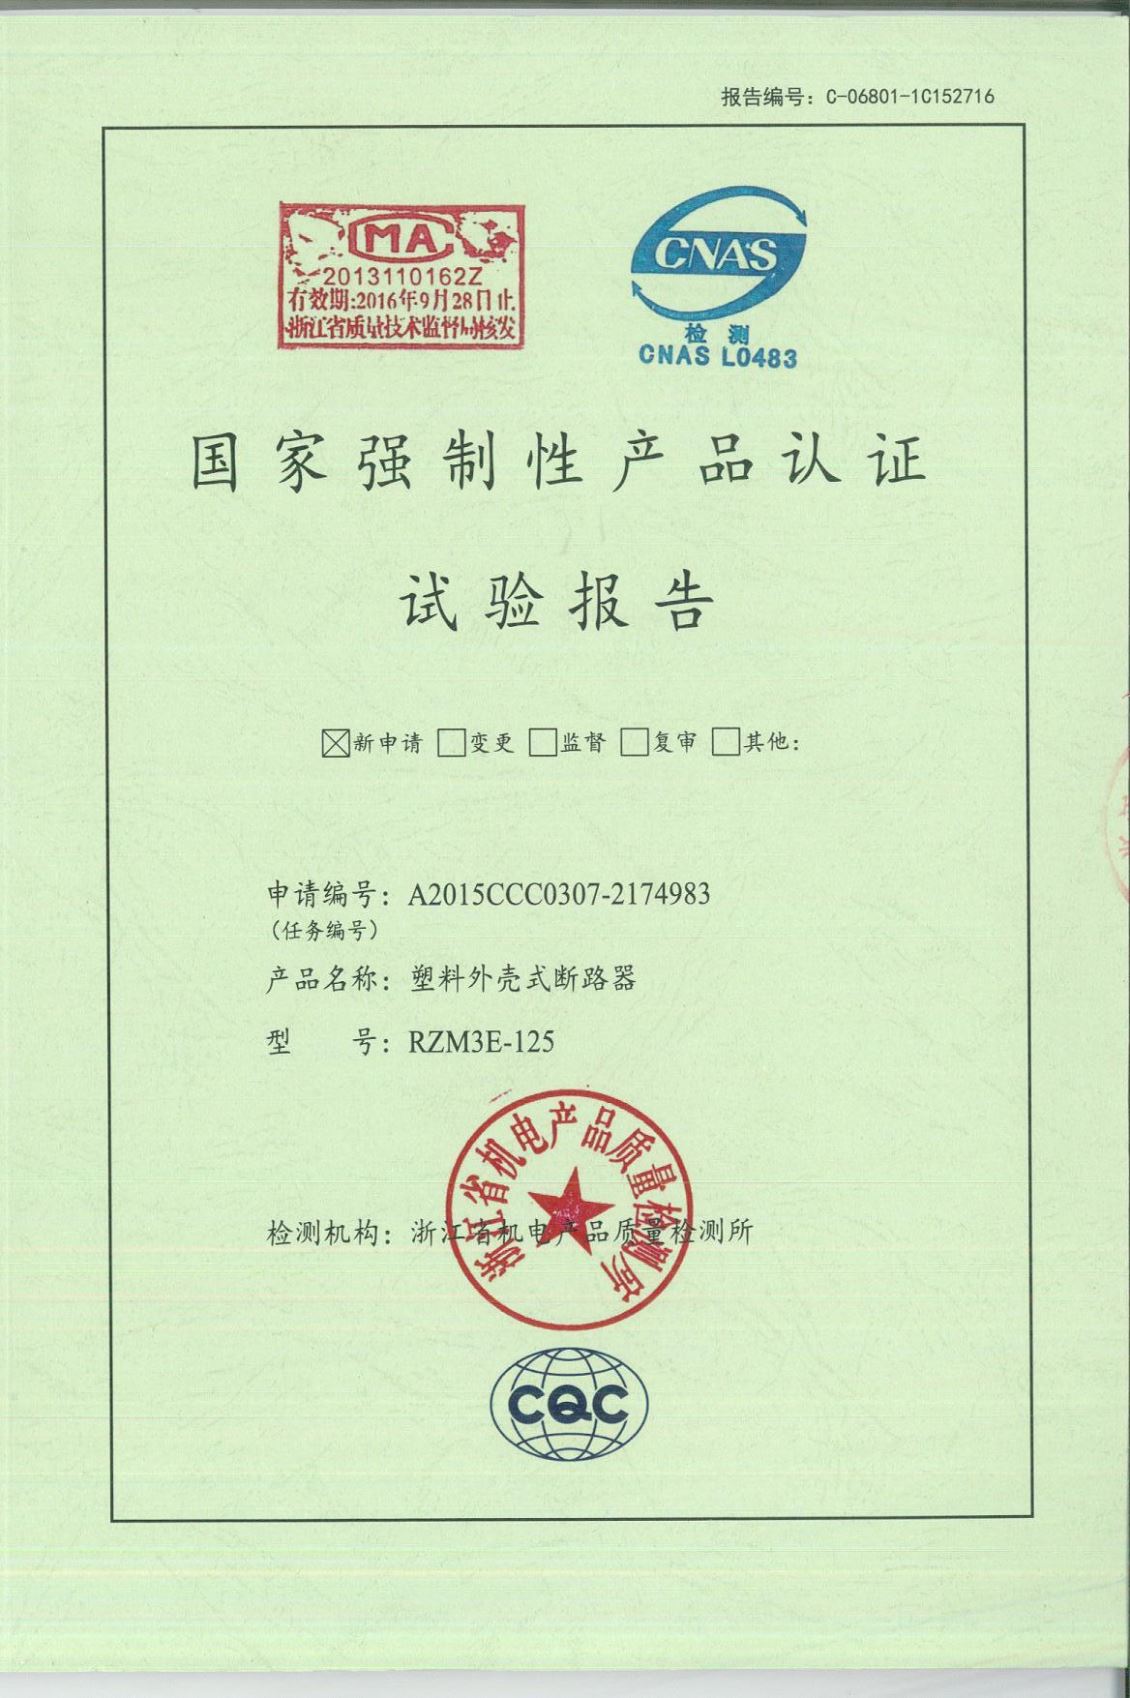 报告编号：C-06801-1C152716
MA
2013110162Z
有效期:2016年9月28日止
浙江省质量技术监督局核发
CNAS
检 测
CNAS L0483
国家强制性产品认证
试验报告
☒新申请 □变更 □监督 □复审 □其他：
申请编号：A2015CCC0307-2174983
（任务编号）
产品名称：塑料外壳式断路器
型 号：RZM3E-125
浙江省机电产品质量检测所
检测机构：浙江省机电产品质量检测所
CQC